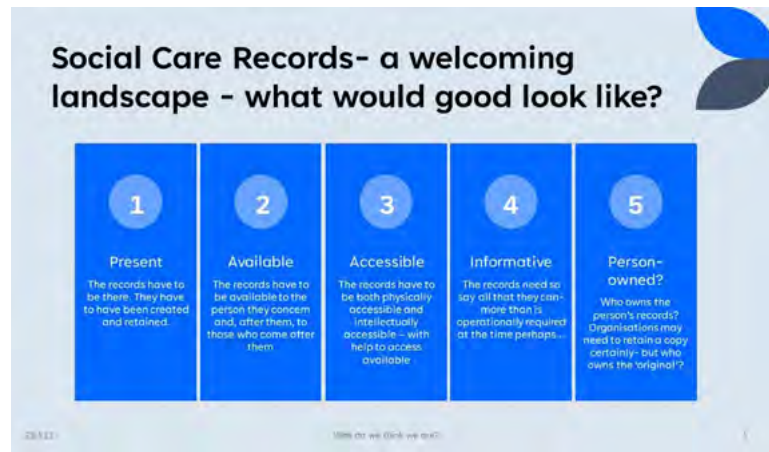 Social Care Records- a welcoming
landscape - what would good look like?
1
Present
The records have to
be there. They have
to have been created
and retained.
2
Available
The records have to
be available to the
person they concern
and, after them, to
those who come after
them
3
Accessible
The records have to
be both physically
accessible and
intellectually
accessible – with
help to access
available
4
Informative
The records need so
say all that they can-
more than is
operationally required
at the time perhaps...
5
Person-
owned?
Who owns the
person's records?
Organisations may
need to retain a copy
certainly- but who
owns the 'original'?
do we think we are?